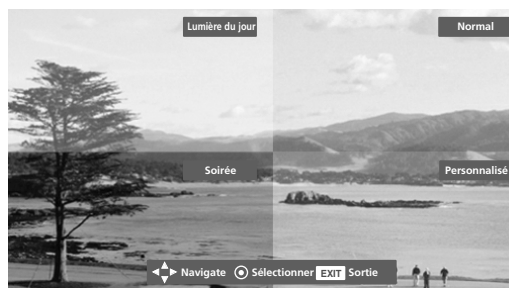 Lumière du jour
Normal
Soirée
Personnalisé
Navigate Sélectionner EXIT Sortie